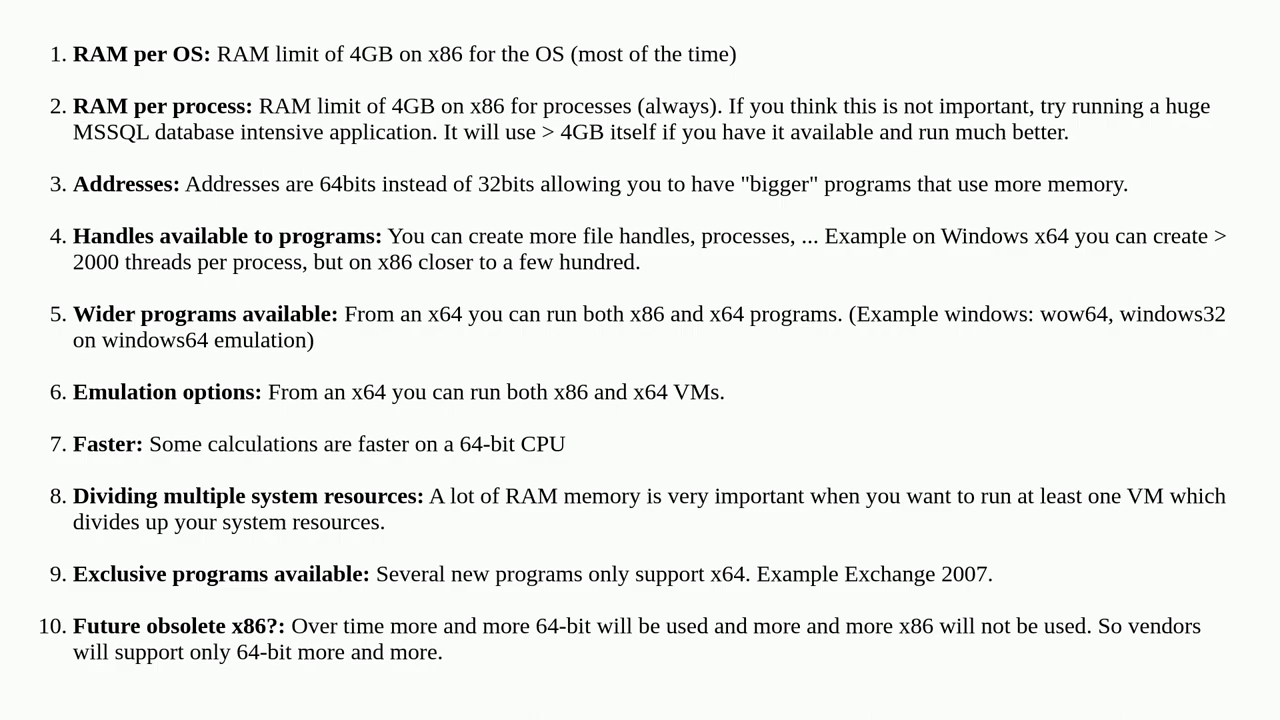 1. RAM per OS: RAM limit of 4GB on x86 for the OS (most of the time)
2. RAM per process: RAM limit of 4GB on x86 for processes (always). If you think this is not important, try running a huge
MSSQL database intensive application. It will use > 4GB itself if you have it available and run much better.
3. Addresses: Addresses are 64bits instead of 32bits allowing you to have "bigger" programs that use more memory.
4. Handles available to programs: You can create more file handles, processes, ... Example on Windows x64 you can create >
2000 threads per process, but on x86 closer to a few hundred.
5. Wider programs available: From an x64 you can run both x86 and x64 programs. (Example windows: wow64, windows32
on windows64 emulation)
6. Emulation options: From an x64 you can run both x86 and x64 VMs.
7. Faster: Some calculations are faster on a 64-bit CPU
8. Dividing multiple system resources: A lot of RAM memory is very important when you want to run at least one VM which
divides up your system resources.
9. Exclusive programs available: Several new programs only support x64. Example Exchange 2007.
10. Future obsolete x86?: Over time more and more 64-bit will be used and more and more x86 will not be used. So vendors
will support only 64-bit more and more.